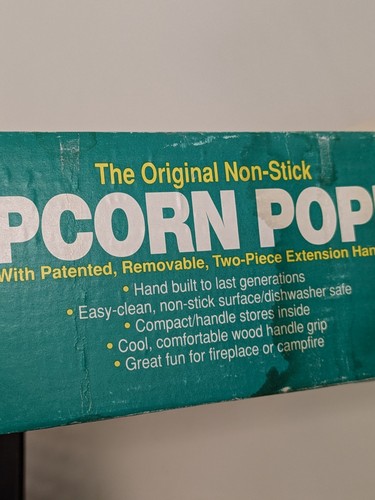 The Original Non-Stick
PCORN POP
With Patented, Removable, Two-Piece Extension Han
• Hand built to last generations
• Easy-clean, non-stick surface/dishwasher safe
• Compact/handle stores inside
• Cool, comfortable wood handle grip
• Great fun for fireplace or campfire